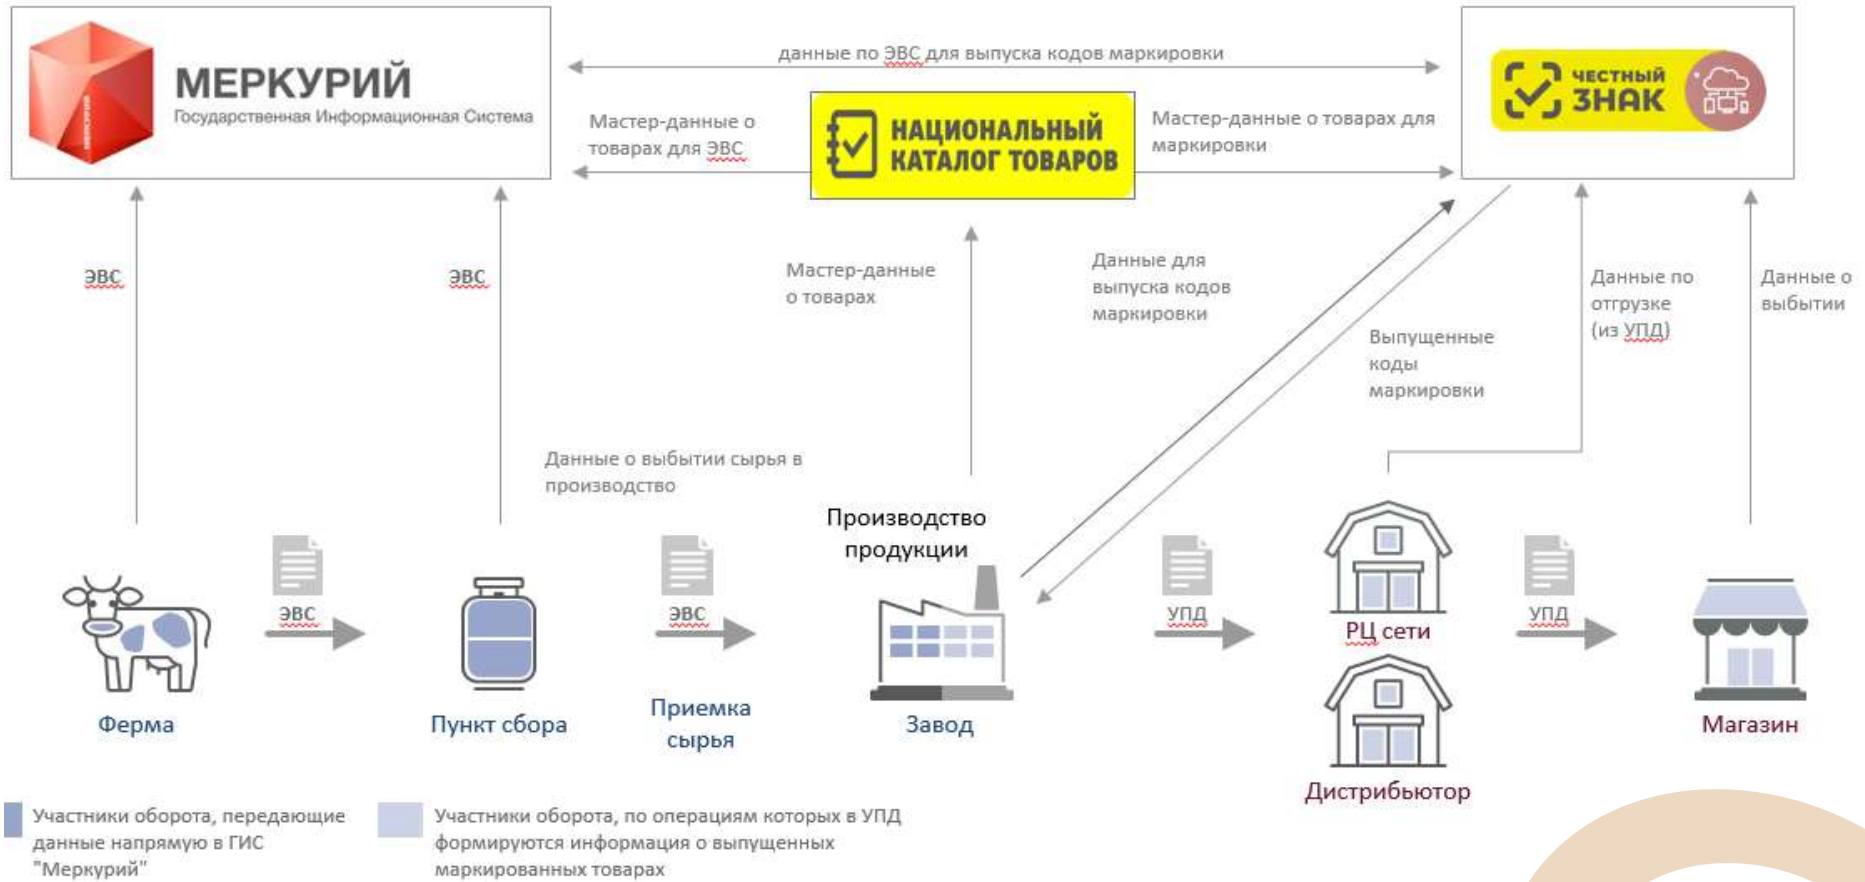 МЕРКУРИЙ
Государственная Информационная Система
МЕРКУРИЙ
данные по ЭВС для выпуска кодов маркировки
ЧЕСТНЫЙ
ЗНАК
Мастер-данные о
товарах для ЭВС
НАЦИОНАЛЬНЫЙ
КАТАЛОГ ТОВАРОВ
Мастер-данные о товарах для
маркировки
ЭВС
ЭВС
Мастер-данные
о товарах
Данные для
выпуска кодов
маркировки
Выпущенные
коды
маркировки
Данные по
отгрузке
(из УПД)
Данные о
выбытии
Данные о выбытии сырья в
производство
Производство
продукции
ЭВС
ЭВС
УПД
УПД
Ферма
Пункт сбора
Приемка
сырья
Завод
РЦ сети
Дистрибьютор
Магазин
Участники оборота, передающие
данные напрямую в ГИС
"Меркурий"
Участники оборота, по операциям которых в УПД
формируются информация о выпущенных
маркированных товарах